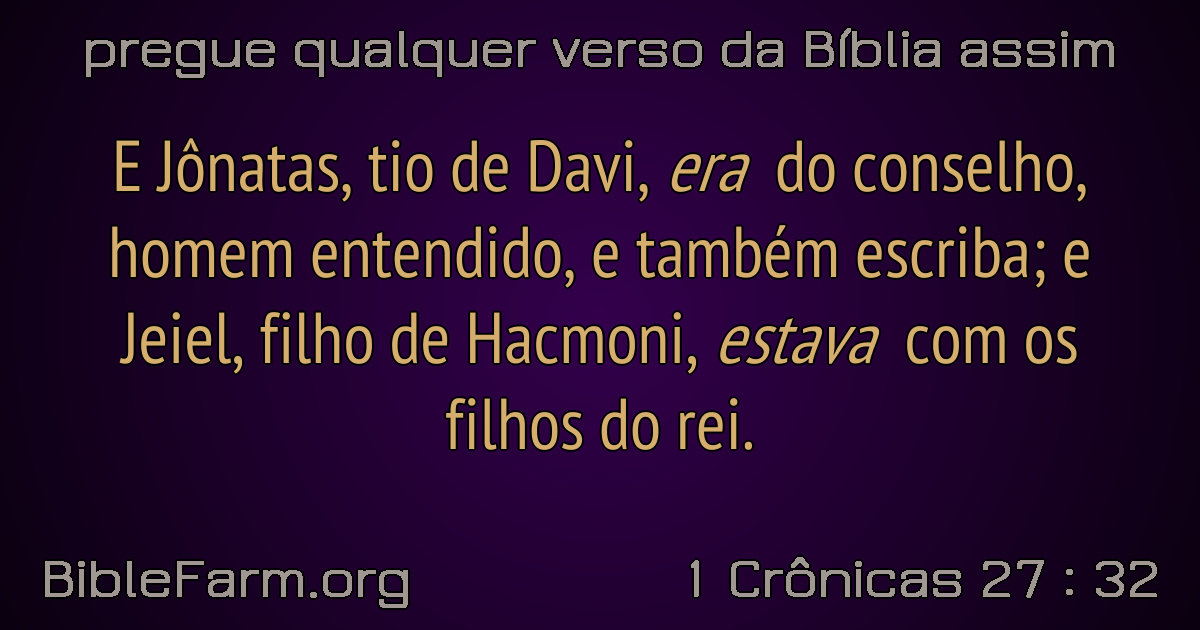 pregue qualquer verso da Bíblia assim
E Jônatas, tio de Davi, era do conselho,
homem entendido, e também escriba; e
Jeiel, filho de Hacmoni, estava com os
filhos do rei.
BibleFarm.org
1 Crônicas 27 : 32